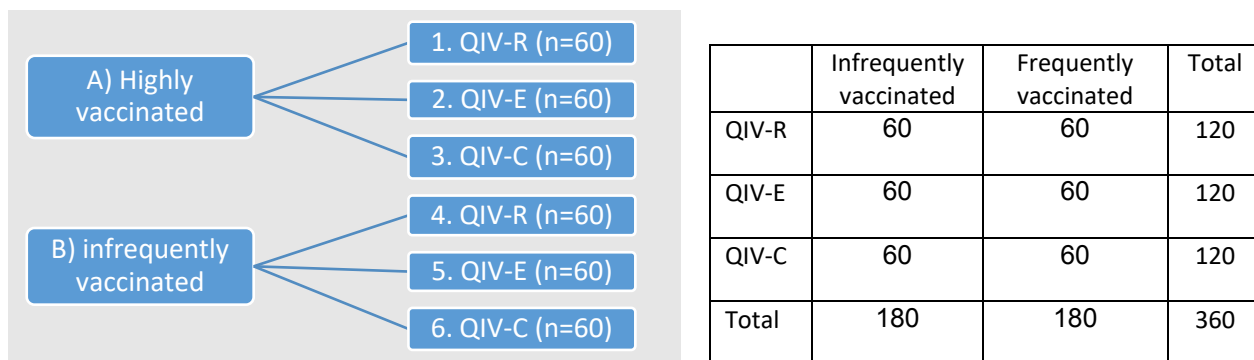 A) Highly
vaccinated
1. QIV-R (n=60)
2. QIV-E (n=60)
3. QIV-C (n=60)
B) infrequently
vaccinated
4. QIV-R (n=60)
5. QIV-E (n=60)
6. QIV-C (n=60)
Infrequently vaccinated Frequently vaccinated Total
QIV-R 60 60 120
QIV-E 60 60 120
QIV-C 60 60 120
Total 180 180 360